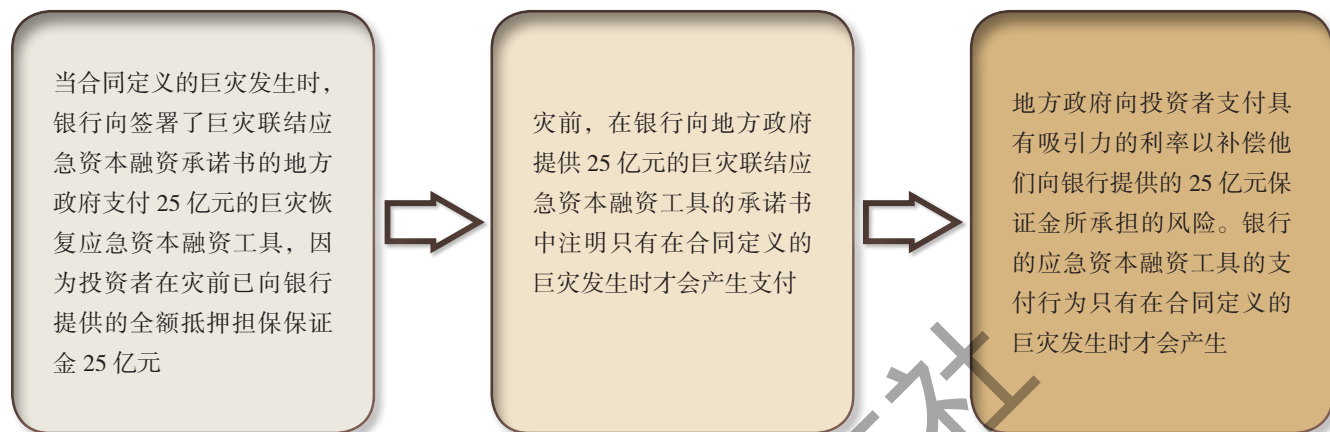 当合同定义的巨灾发生时，
银行向签署了巨灾联结应
急资本融资承诺书的地方
政府支付 25 亿元的巨灾恢
复应急资本融资工具，因
为投资者在灾前已向银行
提供的全额抵押担保保证
金 25 亿元
灾前，在银行向地方政府
提供 25 亿元的巨灾联结应
急资本融资工具的承诺书
中注明只有在合同定义的
巨灾发生时才会产生支付
地方政府向投资者支付具
有吸引力的利率以补偿他
们向银行提供的 25 亿元保
证金所承担的风险。银行
的应急资本融资工具的支
付行为只有在合同定义的
巨灾发生时才会产生
社